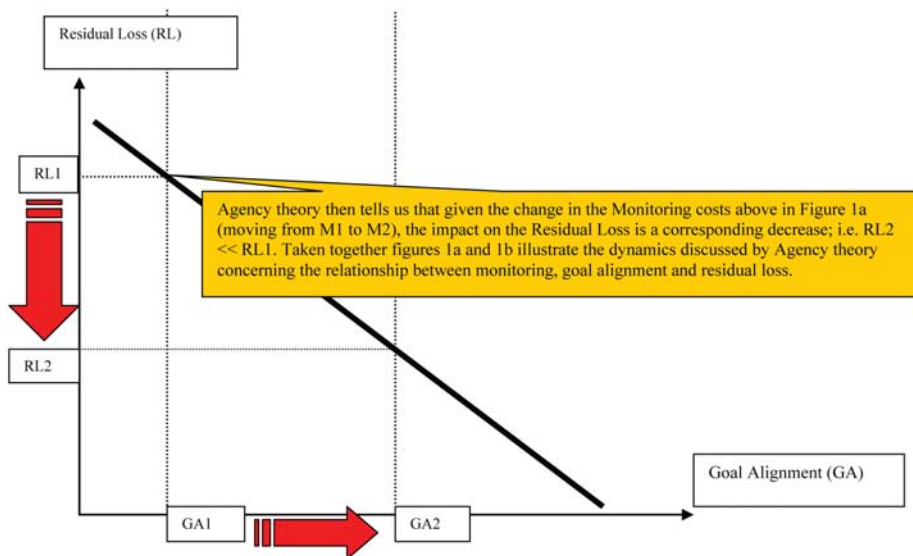 Residual Loss (RL)
RL1
Agency theory then tells us that given the change in the Monitoring costs above in Figure 1a
(moving from M1 to M2), the impact on the Residual Loss is a corresponding decrease; i.e. RL2
<< RL1. Taken together figures 1a and 1b illustrate the dynamics discussed by Agency theory
concerning the relationship between monitoring, goal alignment and residual loss.
RL2
Goal Alignment (GA)
GA1
GA2